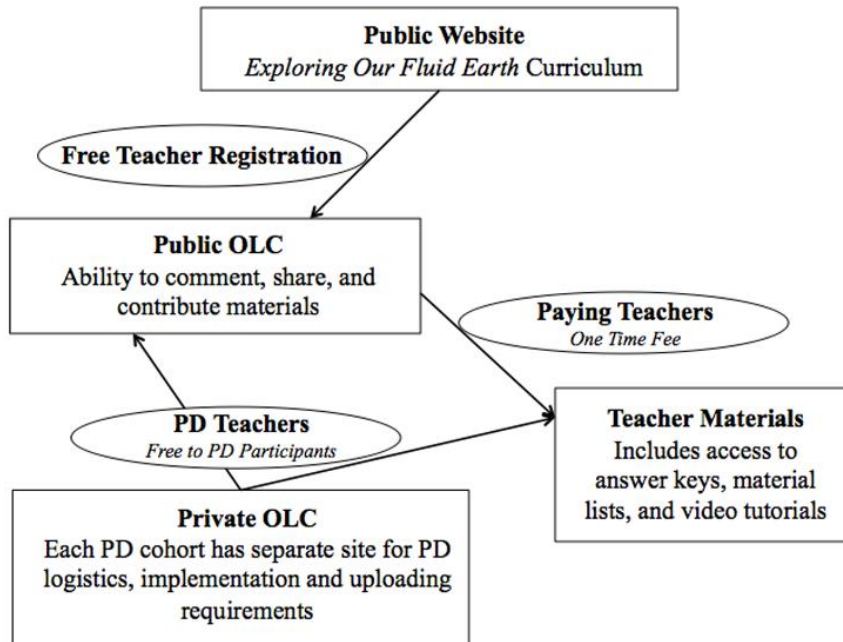 Public Website
Exploring Our Fluid Earth Curriculum
Free Teacher Registration
Public OLC
Ability to comment, share, and
contribute materials
Paying Teachers
One Time Fee
PD Teachers
Free to PD Participants
Teacher Materials
Includes access to
answer keys, material
lists, and video tutorials
Private OLC
Each PD cohort has separate site for PD
logistics, implementation and uploading
requirements